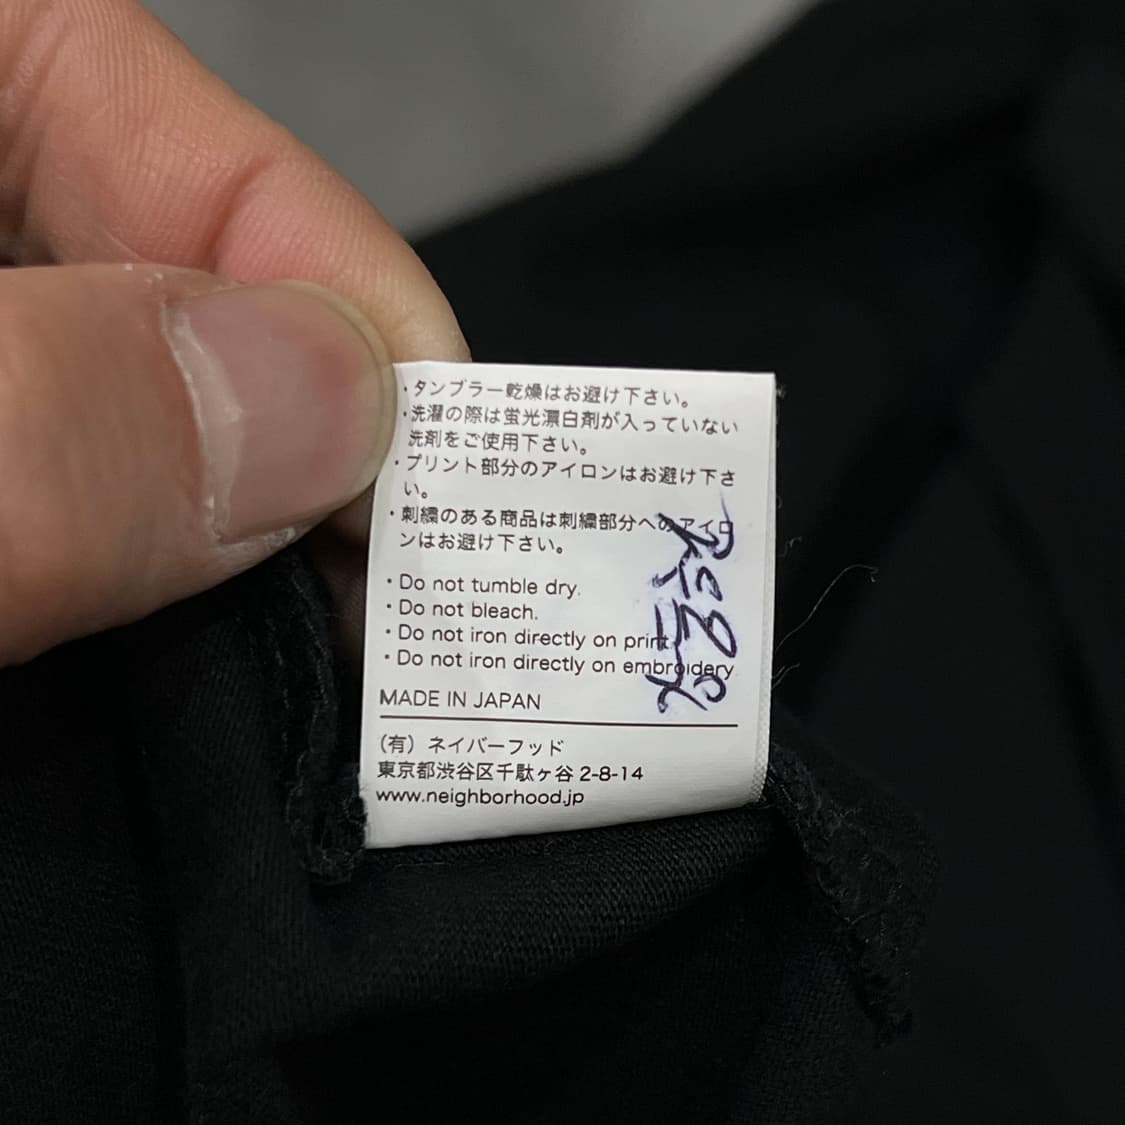 ・タンブラー乾燥はお避け下さい。
・洗濯の際は蛍光漂白剤が入っていない
洗剤をご使用下さい。
・プリント部分のアイロンはお避け下さ
い。
・刺繍のある商品は刺繍部分へのアイロ
ンはお避け下さい。
・Do not tumble dry.
・Do not bleach.
・Do not iron directly on print.
・Do not iron directly on embroidery
MADE IN JAPAN
(有) ネイバーフッド
東京都渋谷区千駄ヶ谷 2-8-14
www.neighborhood.jp